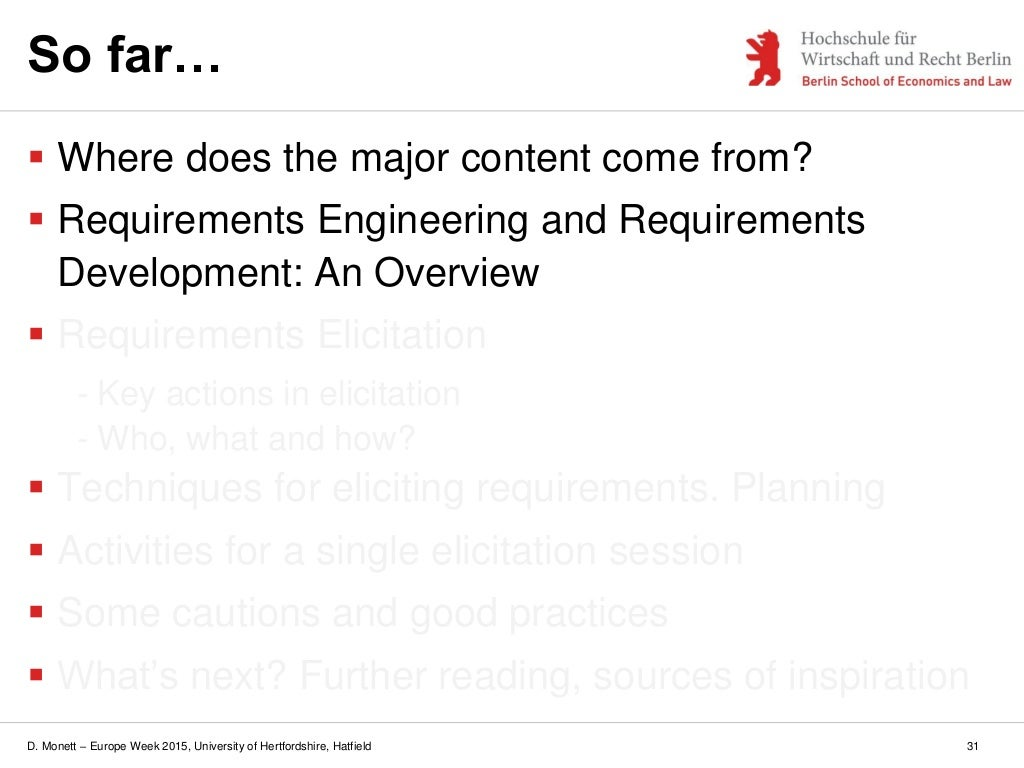 So far…
Hochschule für
Wirtschaft und Recht Berlin
Berlin School of Economics and Law
▪ Where does the major content come from?
▪ Requirements Engineering and Requirements
Development: An Overview
▪ Requirements Elicitation
- Key actions in elicitation
- Who, what and how?
▪ Techniques for eliciting requirements. Planning
▪ Activities for a single elicitation session
▪ Some cautions and good practices
▪ What’s next? Further reading, sources of inspiration
D. Monett – Europe Week 2015, University of Hertfordshire, Hatfield
31